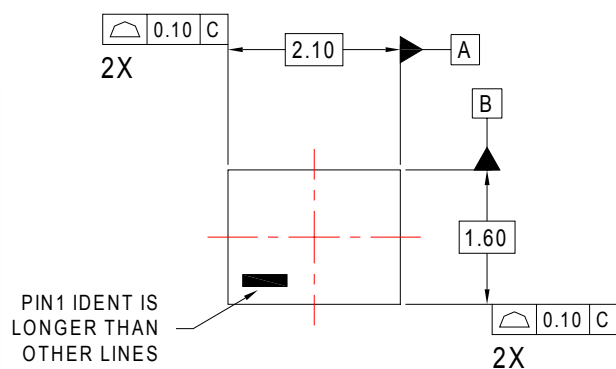 0.10 C
2X
2.10
A
B
1.60
PIN1 IDENT IS
LONGER THAN
OTHER LINES
0.10 C
2X